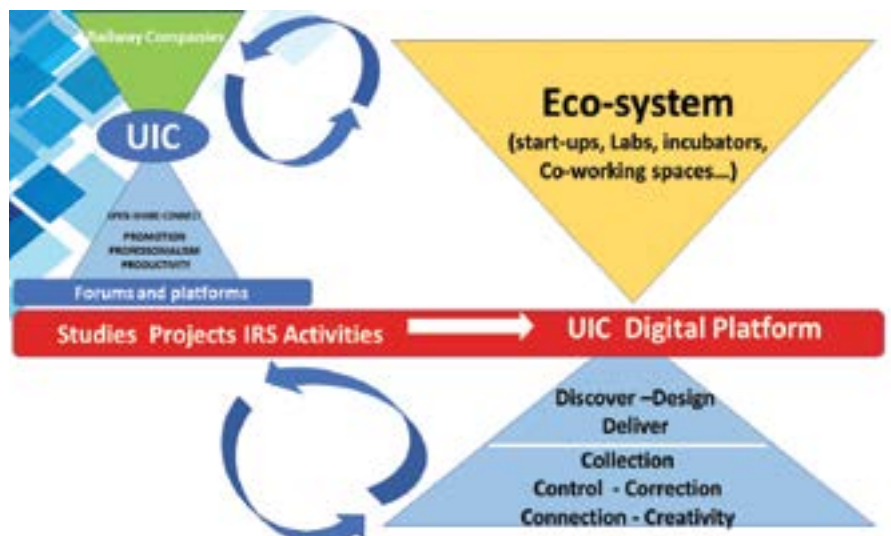 Railway Companies
UIC
OPEN-SHARE-CONNECT
PROMOTION
PROFESSIONALISM
PRODUCTIVITY
Forums and platforms
Studies Projects IRS Activities
Eco-system
(start-ups, Labs, incubators,
Co-working spaces...)
UIC Digital Platform
Discover –Design
Deliver
Collection
Control - Correction
Connection - Creativity